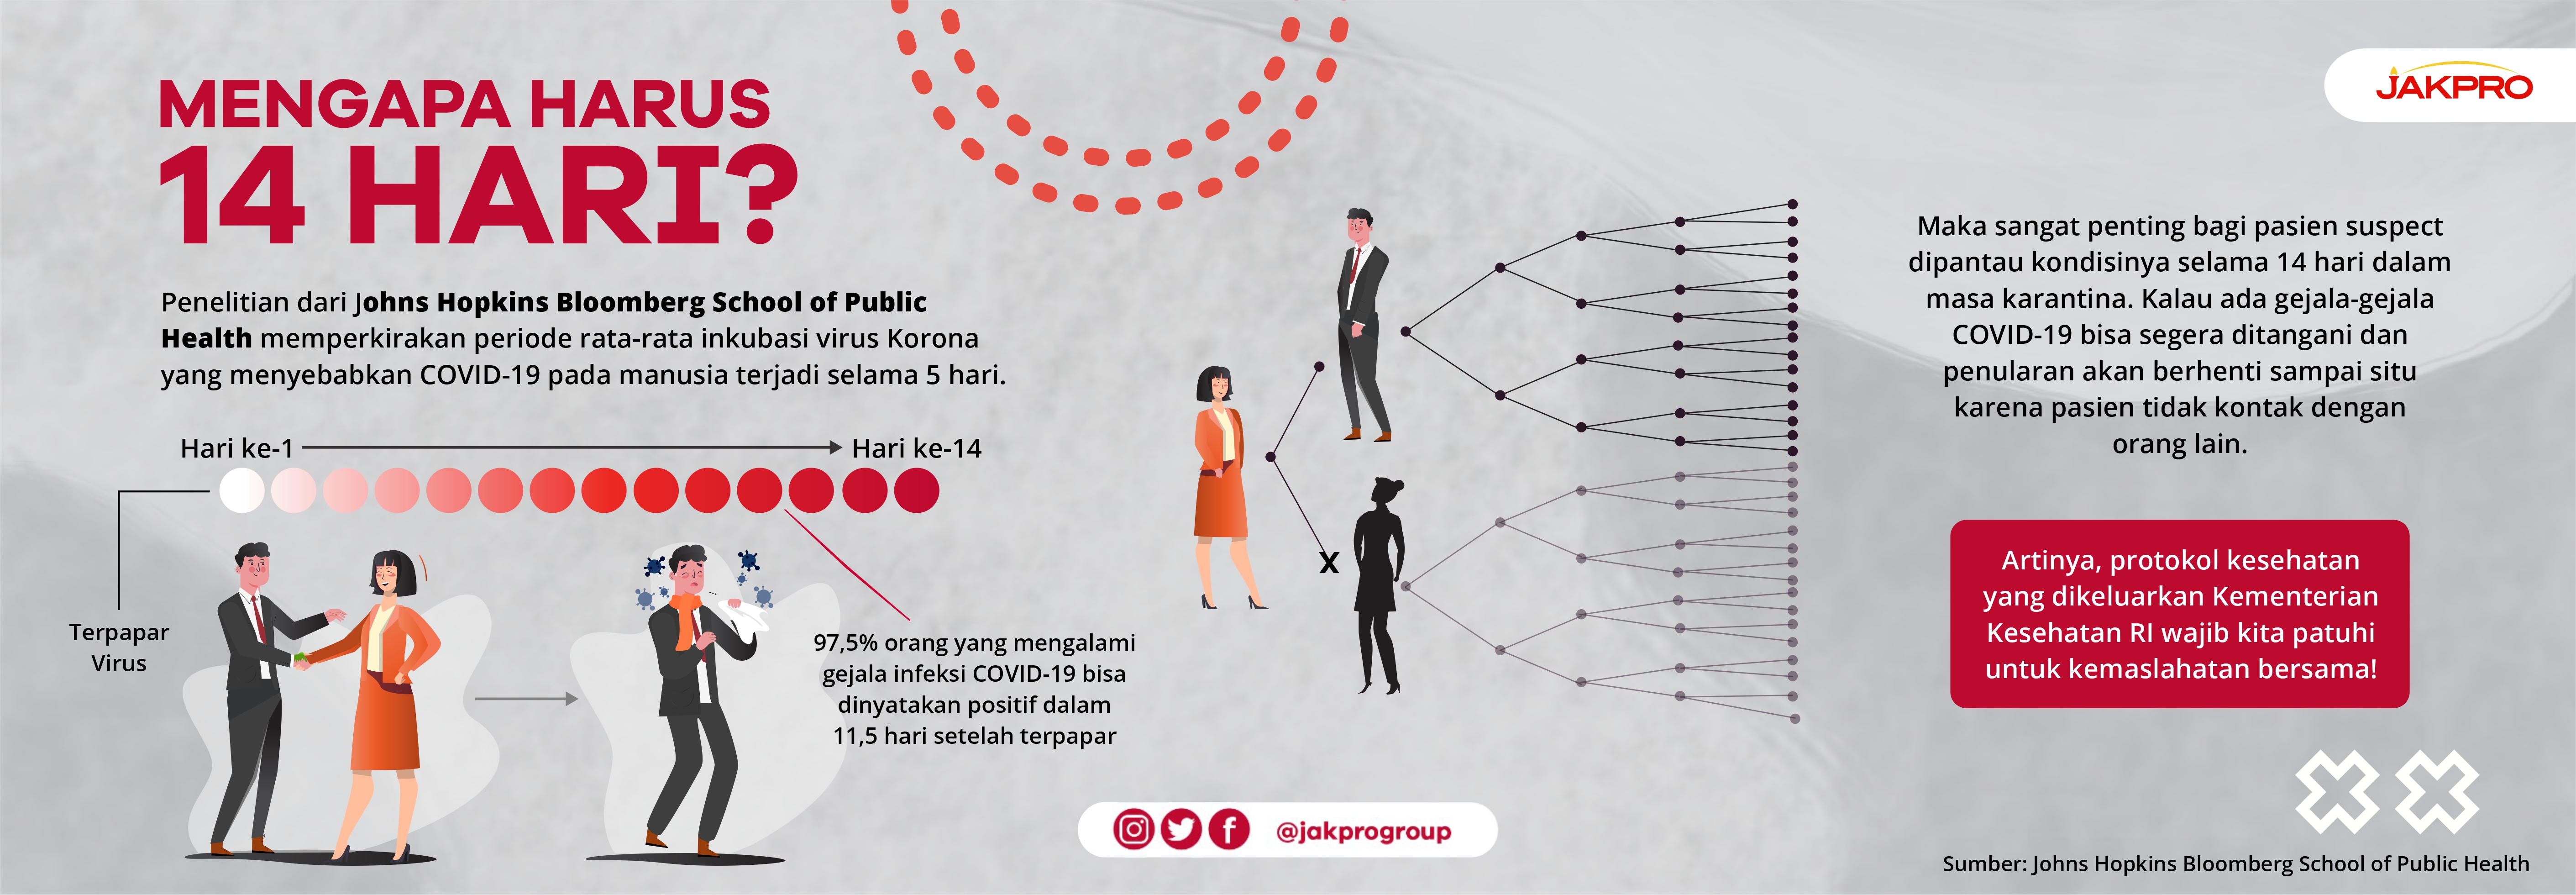 MENGAPA HARUS
14 HARI?
Penelitian dari Johns Hopkins Bloomberg School of Public
Health memperkirakan periode rata-rata inkubasi virus Korona
yang menyebabkan COVID-19 pada manusia terjadi selama 5 hari.
Hari ke-1
Hari ke-14
Terpapar
Virus
97,5% orang yang mengalami
gejala infeksi COVID-19 bisa
dinyatakan positif dalam
11,5 hari setelah terpapar
X
@jakprogroup
JAKPRO
Maka sangat penting bagi pasien suspect
dipantau kondisinya selama 14 hari dalam
masa karantina. Kalau ada gejala-gejala
COVID-19 bisa segera ditangani dan
penularan akan berhenti sampai situ
karena pasien tidak kontak dengan
orang lain.
Artinya, protokol kesehatan
yang dikeluarkan Kementerian
Kesehatan RI wajib kita patuhi
untuk kemaslahatan bersama!
Sumber: Johns Hopkins Bloomberg School of Public Health